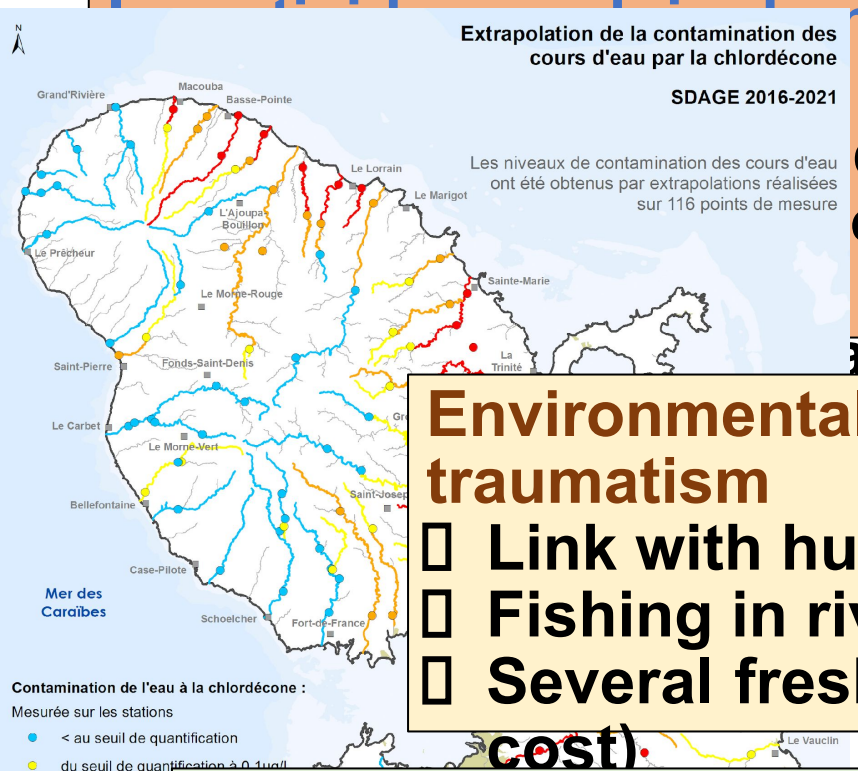 Extrapolation de la contamination des
cours d'eau par la chlordécone
SDAGE 2016-2021
Les niveaux de contamination des cours d'eau
ont été obtenus par extrapolations réalisées
sur 116 points de mesure
N
Grand'Rivière
Macouba
Basse-Pointe
Le Lorrain
Le Marigot
L'Ajoupa-
Bouillon
Le Prêcheur
Sainte-Marie
Le Morne-Rouge
La
Trinité
Saint-Pierre
Fonds-Saint-Denis
Le Carbet
Le Morne-Vert
Bellefontaine
Case-Pilote
Mer des
Caraïbes
Schoelcher
Fort-de-France
Environmental
traumatism
Link with hu
Fishing in riv
Several fresh
cost)
Le Vauclin
Contamination de l'eau à la chlordécone :
Mesurée sur les stations
< au seuil de quantification
du seuil de quantification à 0,1µg/l